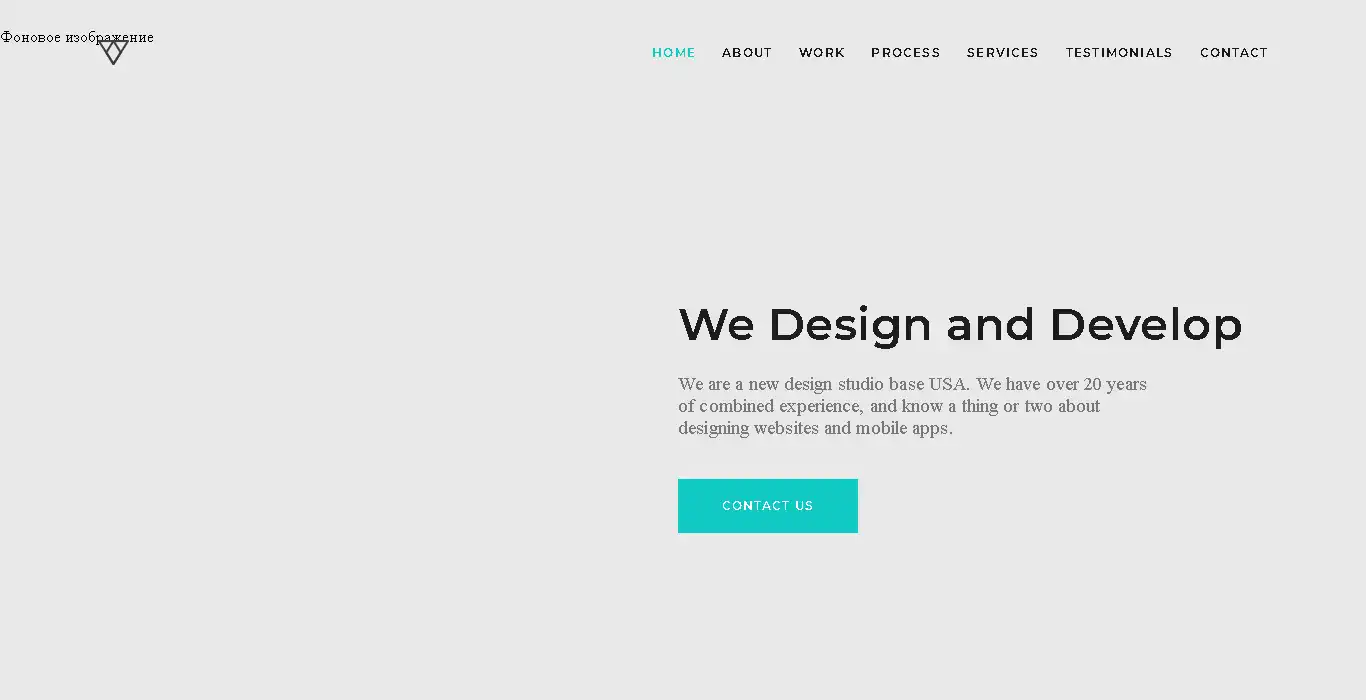 Фоновое изображение
HOME ABOUT WORK PROCESS SERVICES TESTIMONIALS CONTACT
We Design and Develop
We are a new design studio base USA. We have over 20 years
of combined experience, and know a thing or two about
designing websites and mobile apps.
CONTACT US